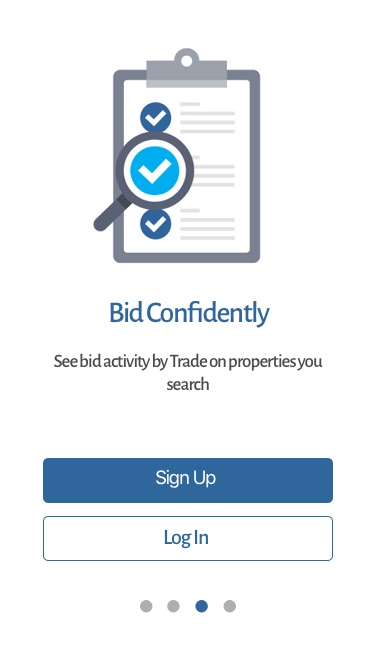 Bid Confidently
See bid activity by Trade on properties you
search
Sign Up
Log In